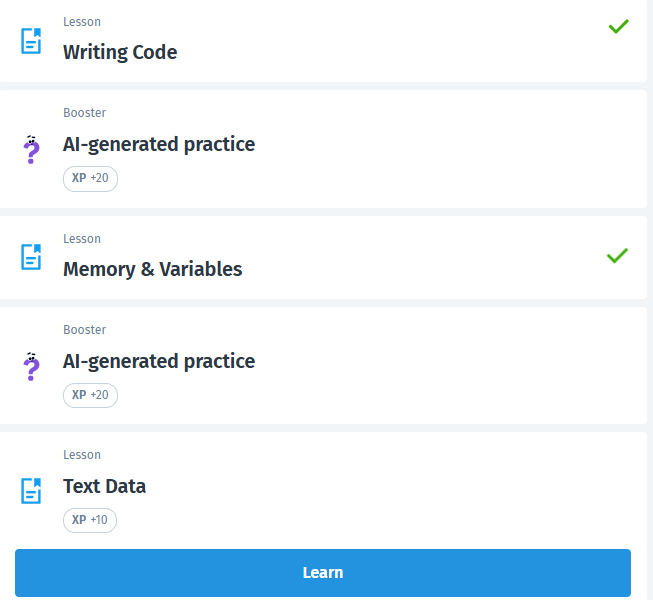 Lesson
Writing Code
Booster
AI-generated practice
XP +20
Lesson
Memory & Variables
Booster
AI-generated practice
XP +20
Lesson
Text Data
XP +10
Learn